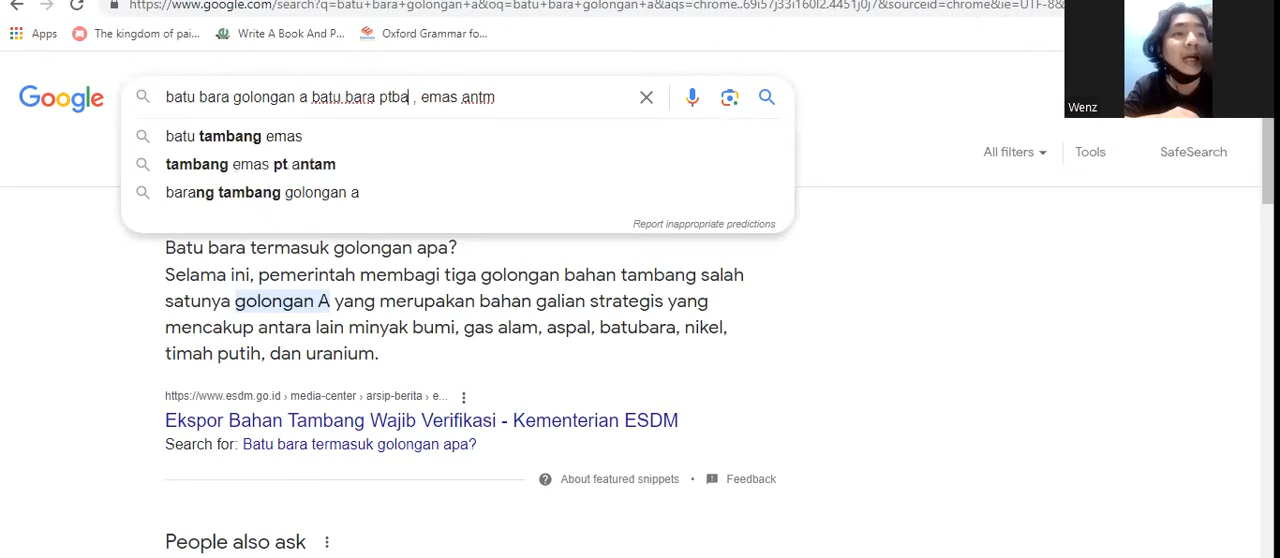 https://www.google.com/search?q=batu+bara+golongan+a&oq=batu+bara+golongan+a&aqs=chrome..69i57j33i160l2.4451j0j7&sourceid=chrome&ie=UTF-8&
Apps The kingdom of pai... Write A Book And P... Oxford Grammar fo...
Wenz
Google batu bara golongan a batu bara ptba , emas antm
batu tambang emas
tambang emas pt antam
barang tambang golongan a
Report inappropriate predictions
All filters Tools SafeSearch
Batu bara termasuk golongan apa?
Selama ini, pemerintah membagi tiga golongan bahan tambang salah
satunya golongan A yang merupakan bahan galian strategis yang
mencakup antara lain minyak bumi, gas alam, aspal, batubara, nikel,
timah putih, dan uranium.
https://www.esdm.go.id › media-center › arsip-berita › e...
Ekspor Bahan Tambang Wajib Verifikasi - Kementerian ESDM
Search for: Batu bara termasuk golongan apa?
About featured snippets • Feedback
People also ask